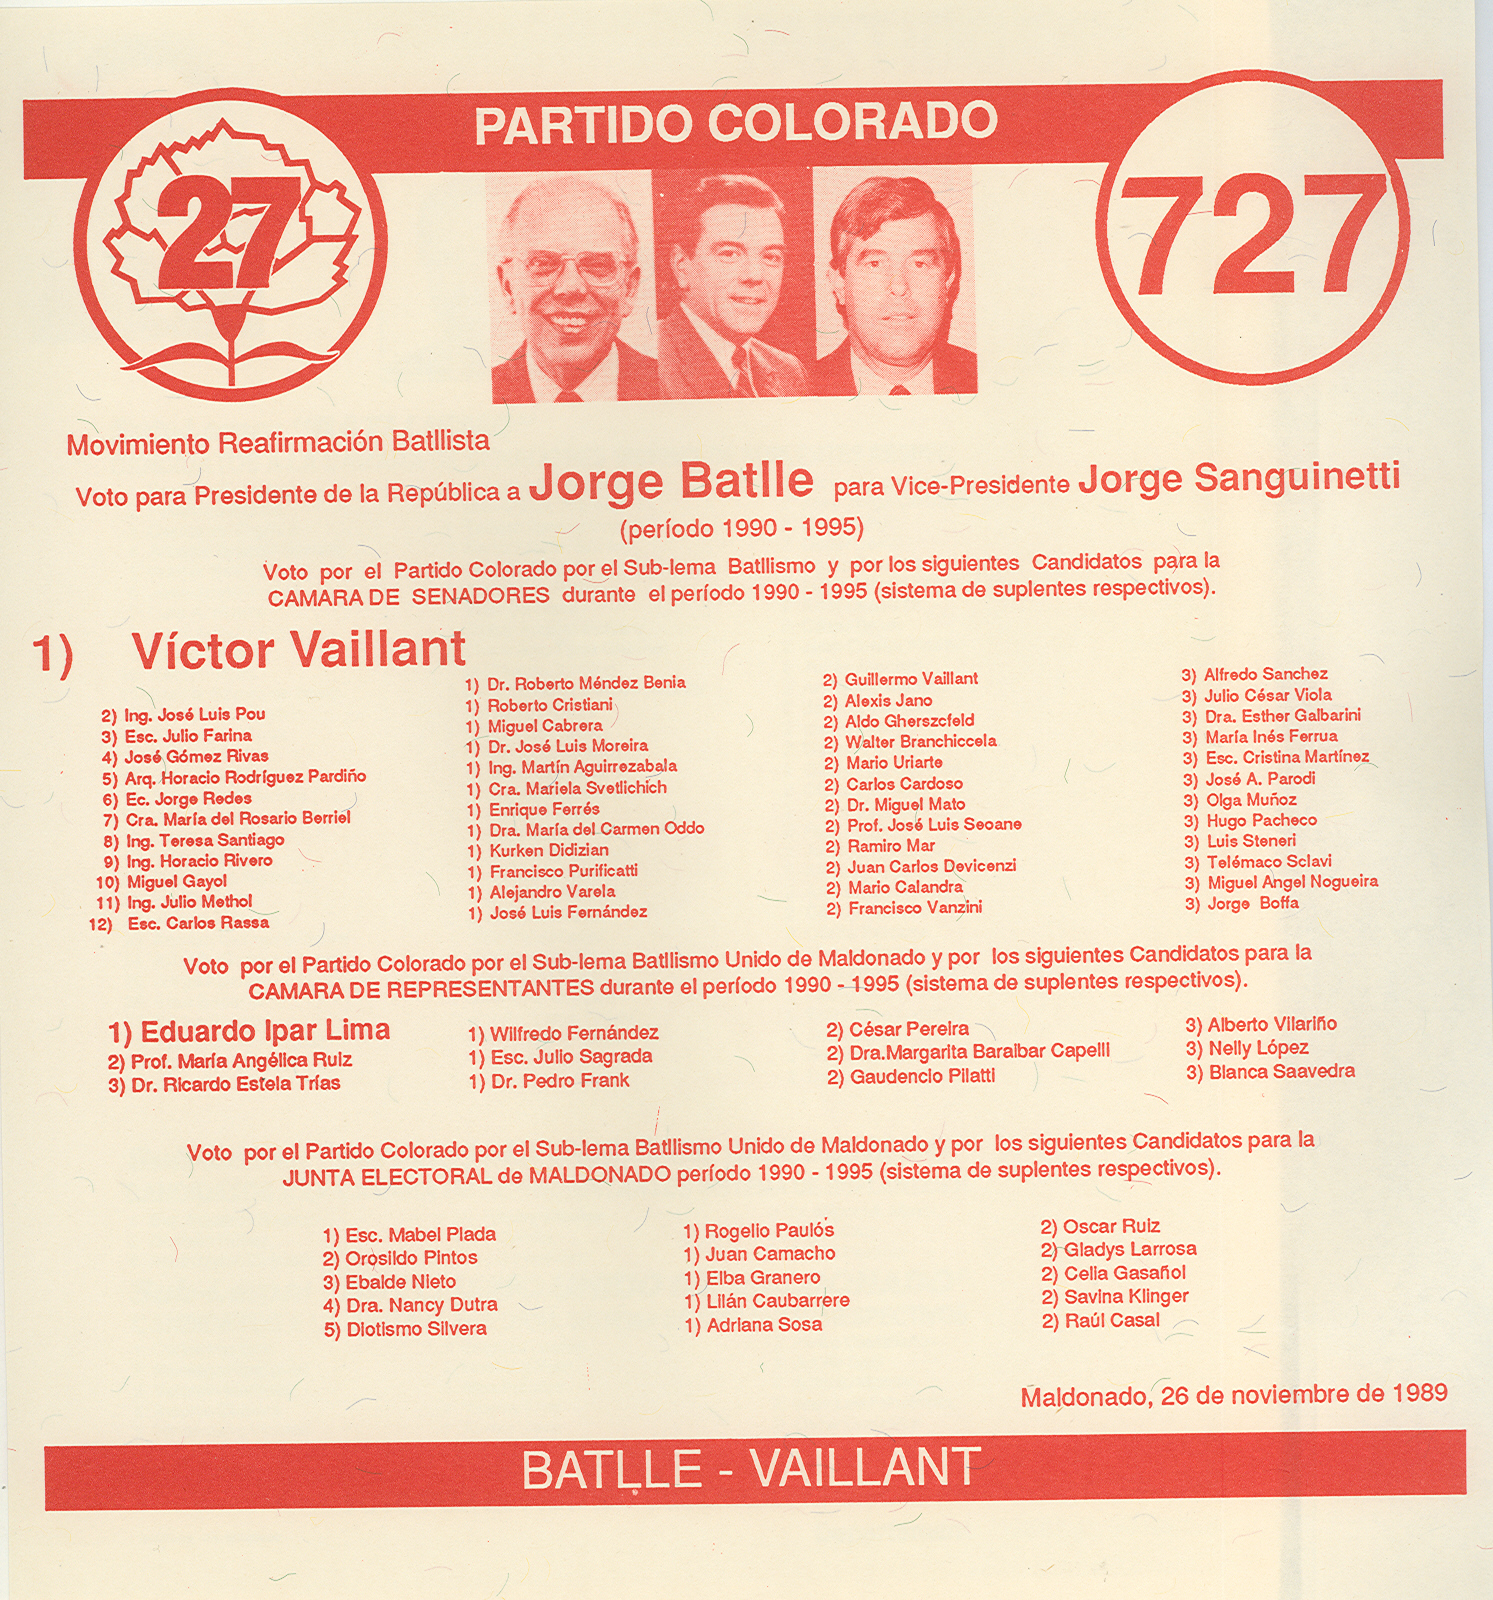 PARTIDO COLORADO
27
727
Movimiento Reafirmación Batllista
Voto para Presidente de la República a Jorge Batlle para Vice-Presidente Jorge Sanguinetti
(período 1990 - 1995)
Voto por el Partido Colorado por el Sub-lema Batllismo y por los siguientes Candidatos para la
CAMARA DE SENADORES durante el período 1990 - 1995 (sistema de suplentes respectivos).
1) Víctor Vaillant
1) Dr. Roberto Méndez Benia 2) Guillermo Vaillant 3) Alfredo Sanchez
2) Ing. José Luis Pou 1) Roberto Cristiani 2) Alexis Jano 3) Julio César Viola
3) Esc. Julio Farina 1) Miguel Cabrera 2) Aldo Gherszcfeld 3) Dra. Esther Galbarini
4) José Gómez Rivas 1) Dr. José Luis Moreira 2) Walter Branchiccela 3) María Inés Ferrua
5) Arq. Horacio Rodríguez Pardiño 1) Ing. Martín Aguirrezabala 2) Mario Uriarte 3) Esc. Cristina Martínez
6) Ec. Jorge Redes 1) Cra. Mariela Svetlichich 2) Carlos Cardoso 3) José A. Parodi
7) Cra. María del Rosario Berriel 1) Enrique Ferrés 2) Dr. Miguel Mato 3) Olga Muñoz
8) Ing. Teresa Santiago 1) Dra. María del Carmen Oddo 2) Prof. José Luis Seoane 3) Hugo Pacheco
9) Ing. Horacio Rivero 1) Kurken Didizian 2) Ramiro Mar 3) Luis Steneri
10) Miguel Gayol 1) Francisco Purificatti 2) Juan Carlos Devicenzi 3) Telémaco Sclavi
11) Ing. Julio Methol 1) Alejandro Varela 2) Mario Calandra 3) Miguel Angel Nogueira
12) Esc. Carlos Rassa 1) José Luis Fernández 2) Francisco Vanzini 3) Jorge Boffa
Voto por el Partido Colorado por el Sub-lema Batllismo Unido de Maldonado y por los siguientes Candidatos para la
CAMARA DE REPRESENTANTES durante el período 1990 - 1995 (sistema de suplentes respectivos).
1) Eduardo Ipar Lima 1) Wilfredo Fernández 2) César Pereira 3) Alberto Vilariño
2) Prof. María Angélica Ruiz 1) Esc. Julio Sagrada 2) Dra.Margarita Baraibar Capelli 3) Nelly López
3) Dr. Ricardo Estela Trías 1) Dr. Pedro Frank 2) Gaudencio Pilatti 3) Blanca Saavedra
Voto por el Partido Colorado por el Sub-lema Batllismo Unido de Maldonado y por los siguientes Candidatos para la
JUNTA ELECTORAL de MALDONADO período 1990 - 1995 (sistema de suplentes respectivos).
1) Esc. Mabel Plada 1) Rogelio Paulós 2) Oscar Ruiz
2) Orosildo Pintos 1) Juan Camacho 2) Gladys Larrosa
3) Ebalde Nieto 1) Elba Granero 2) Celia Gasañol
4) Dra. Nancy Dutra 1) Lilán Caubarrere 2) Savina Klinger
5) Diotismo Silvera 1) Adriana Sosa 2) Raúl Casal
Maldonado, 26 de noviembre de 1989
BATLLE - VAILLANT